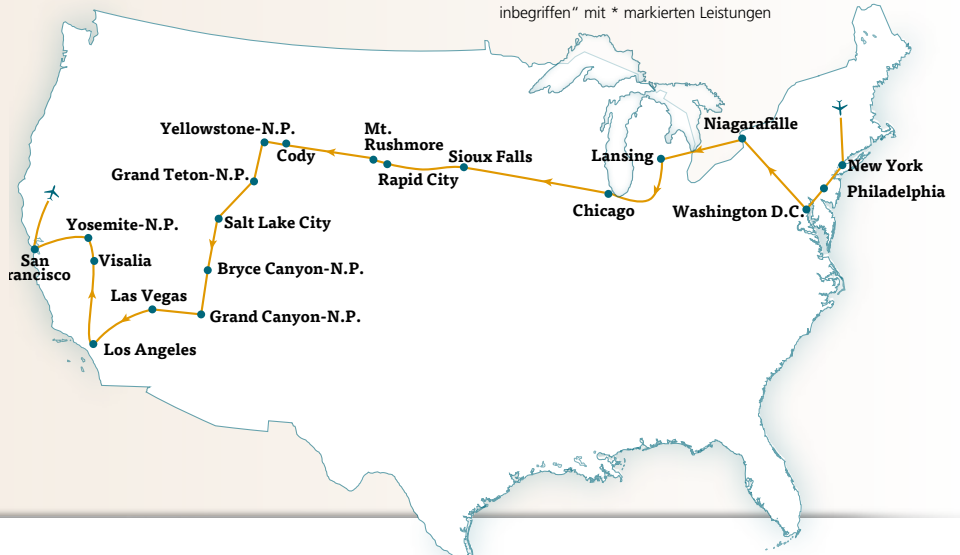 inbegriffen“ mit * markierten Leistungen
Niagarafälle
Yellowstone-N.P.
Mt.
Rushmore
Cody
Sioux Falls
Lansing
New York
Grand Teton-N.P.
Rapid City
Philadelphia
Chicago
Washington D.C.
Yosemite-N.P.
Salt Lake City
San
rancisco
Visalia
Bryce Canyon-N.P.
Las Vegas
Grand Canyon-N.P.
Los Angeles